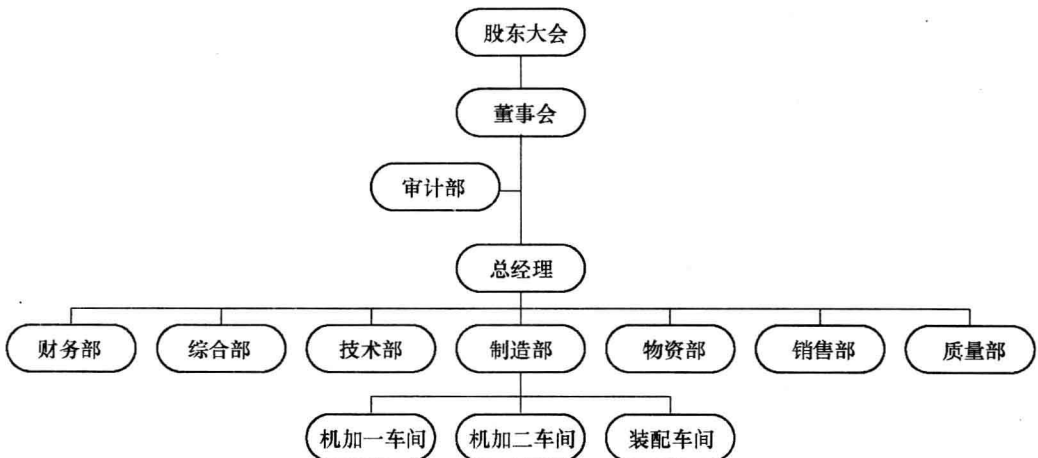 股东大会
董事会
审计部
总经理
财务部
综合部
技术部
制造部
物资部
销售部
质量部
机加一车间
机加二车间
装配车间